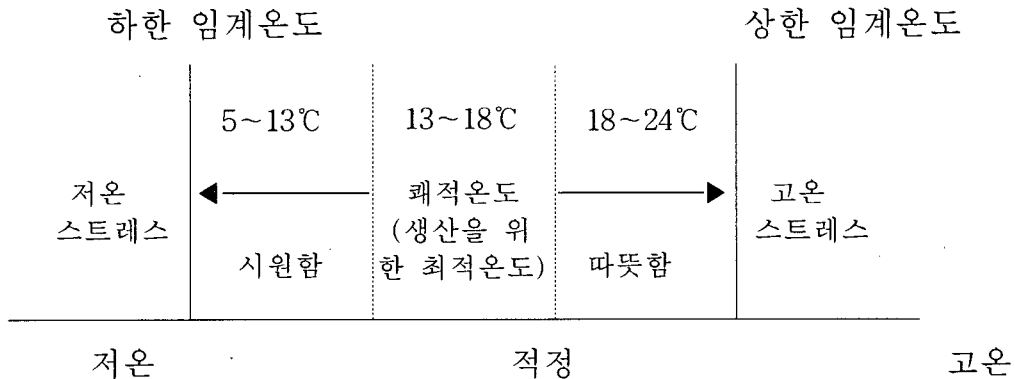 하한 임계온도 상한 임계온도
5~13℃ 13~18℃ 18~24℃
저온 쾌적온도 고온
스트레스 (생산을 위 스트레스
시원함 한 최적온도) 따뜻함
저온 적정 고온